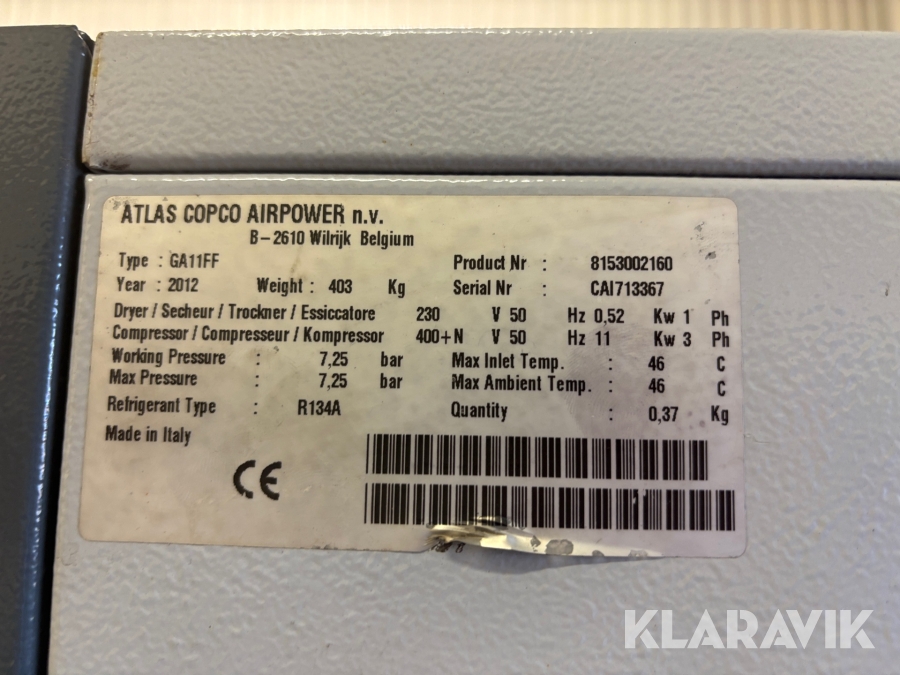 ATLAS COPCO AIRPOWER n.v.
B-2610 Wilrijk Belgium
Type : GA11FF Product Nr : 8153002160
Year : 2012 Weight : 403 Kg Serial Nr : CAI713367
Dryer / Secheur / Trockner / Essiccatore 230 V 50 Hz 0,52 Kw 1 Ph
Compressor / Compresseur / Kompressor 400+N V 50 Hz 11 Kw 3 Ph
Working Pressure : 7,25 bar Max Inlet Temp. : 46 C
Max Pressure : 7,25 bar Max Ambient Temp. : 46 C
Refrigerant Type : R134A Quantity : 0,37 Kg
Made in Italy
CE
KLARAVIK